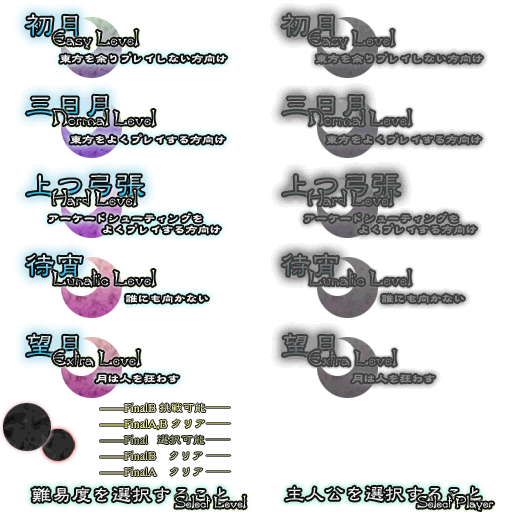 初月
Easy Level
東方を余りプレイしない方向け
三日月
Normal Level
東方をよくプレイする方向け
上つ弓張
Hard Level
アーケードシューティングを
よくプレイする方向け
待宵
Lunatic Level
誰にも向かない
望月
Extra Level
月は人を狂わす
FinalB 挑戦可能
FinalA,B クリア
Final 選択可能
FinalB クリア
FinalA クリア
難易度を選択すること
Select Level
初月
Easy Level
東方を余りプレイしない方向け
三日月
Normal Level
東方をよくプレイする方向け
上つ弓張
Hard Level
アーケードシューティングを
よくプレイする方向け
待宵
Lunatic Level
誰にも向かない
望月
Extra Level
月は人を狂わす
主人公を選択すること
Select Player